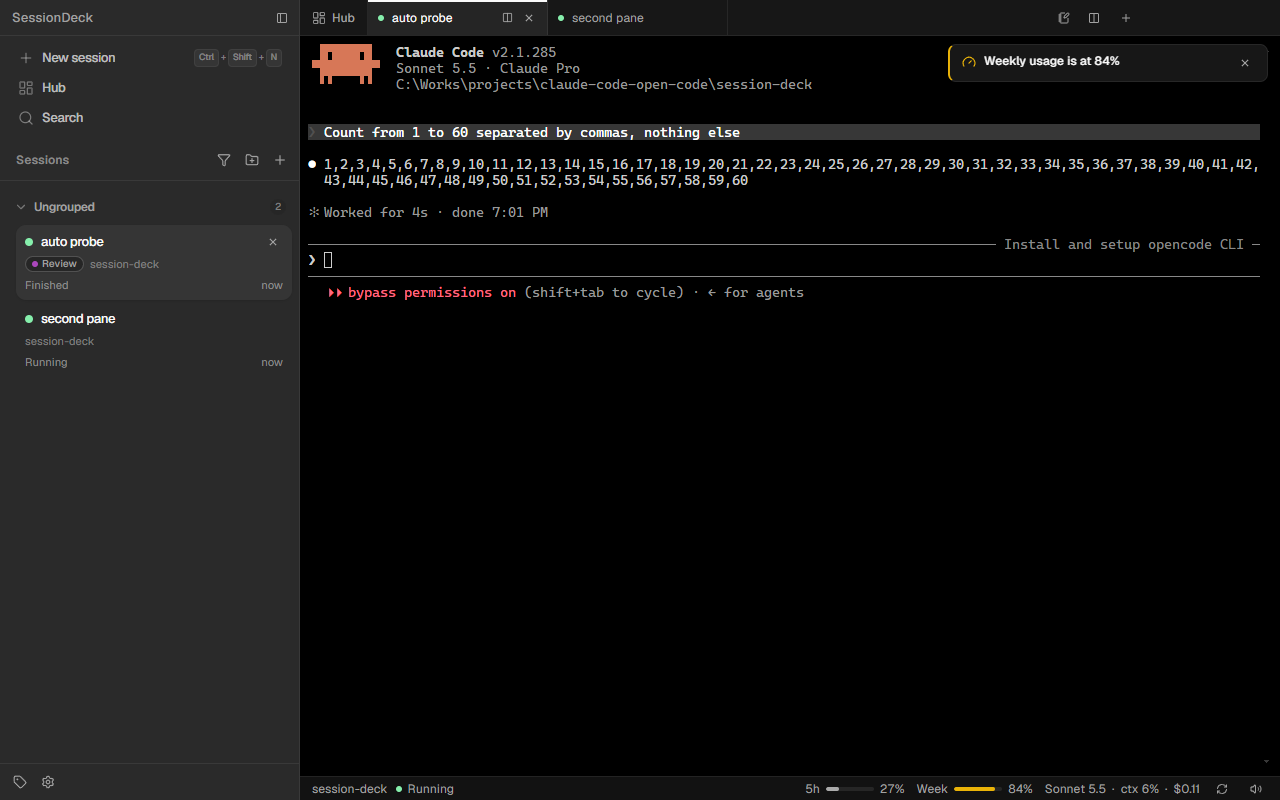 SessionDeck
Hub
auto probe
second pane
New session
Ctrl + Shift + N
Hub
Search
Sessions
Ungrouped
2
auto probe
Review
session-deck
Finished
now
second pane
session-deck
Running
now
Claude Code v2.1.285
Sonnet 5.5 · Claude Pro
C:\Works\projects\claude-code-open-code\session-deck
Weekly usage is at 84%
❯ Count from 1 to 60 separated by commas, nothing else
● 1,2,3,4,5,6,7,8,9,10,11,12,13,14,15,16,17,18,19,20,21,22,23,24,25,26,27,28,29,30,31,32,33,34,35,36,37,38,39,40,41,42,
43,44,45,46,47,48,49,50,51,52,53,54,55,56,57,58,59,60
✻ Worked for 4s · done 7:01 PM
Install and setup opencode CLI
❯
⏵⏵ bypass permissions on (shift+tab to cycle) · ← for agents
session-deck
Running
5h
27%
Week
84%
Sonnet 5.5 · ctx 6% · $0.11